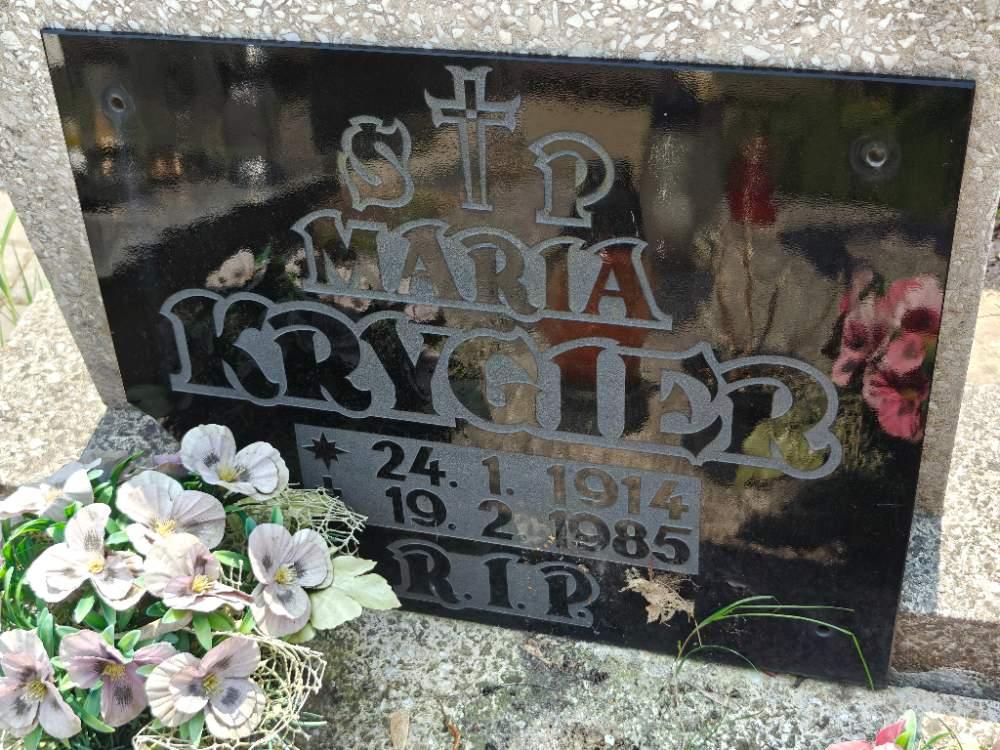 S P
MARIA
KRYGIER
24. 1. 1914
19. 2. 1985
R.I.P.